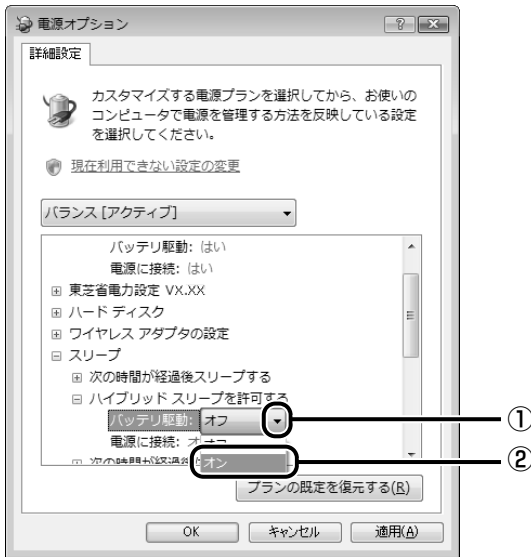 電源オプション
詳細設定
カスタマイズする電源プランを選択してから、お使いの
コンピュータで電源を管理する方法を反映している設定
を選択してください。
現在利用できない設定の変更
バランス [アクティブ]
バッテリ駆動: はい
電源に接続: はい
東芝省電力設定 VX.XX
ハード ディスク
ワイヤレス アダプタの設定
スリープ
次の時間が経過後スリープする
ハイブリッド スリープを許可する
バッテリ駆動: オフ
①
電源に接続:
オン
②
次の時間が経過後
プランの既定を復元する(R)
OK
キャンセル
適用(A)